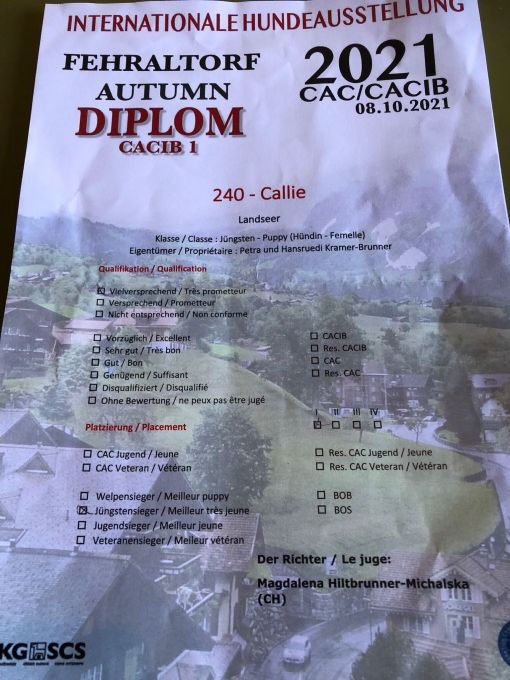 INTERNATIONALE HUNDEAUSSTELLUNG
FEHRALTORF
AUTUMN
DIPLOM
CACIB 1
2021
CAC/CACIB
08.10.2021
240 - Callie
Landseer
Klasse / Classe : Jüngsten - Puppy (Hündin - Femelle)
Eigentümer / Propriétaire : Petra und Hansruedi Kramer-Brunner
Qualifikation / Qualification
Vielversprechend / Très prometteur
Versprechend / Prometteur
Nicht entsprechend / Non conforme
Vorzüglich / Excellent
Sehr gut / Très bon
Gut / Bon
Genügend / Suffisant
Disqualifiziert / Disqualifié
Ohne Bewertung / ne peux pas être jugé
CACIB
Res. CACIB
CAC
Res. CAC
I II III IV
Platzierung / Placement
CAC Jugend / Jeune
CAC Veteran / Vétéran
Res. CAC Jugend / Jeune
Res. CAC Veteran / Vétéran
Welpensieger / Meilleur puppy
Jüngstensieger / Meilleur très jeune
Jugendsieger / Meilleur jeune
Veteranensieger / Meileur vétéran
BOB
BOS
Der Richter / Le juge:
Magdalena Hiltbrunner-Michalska
(CH)
KG SCS